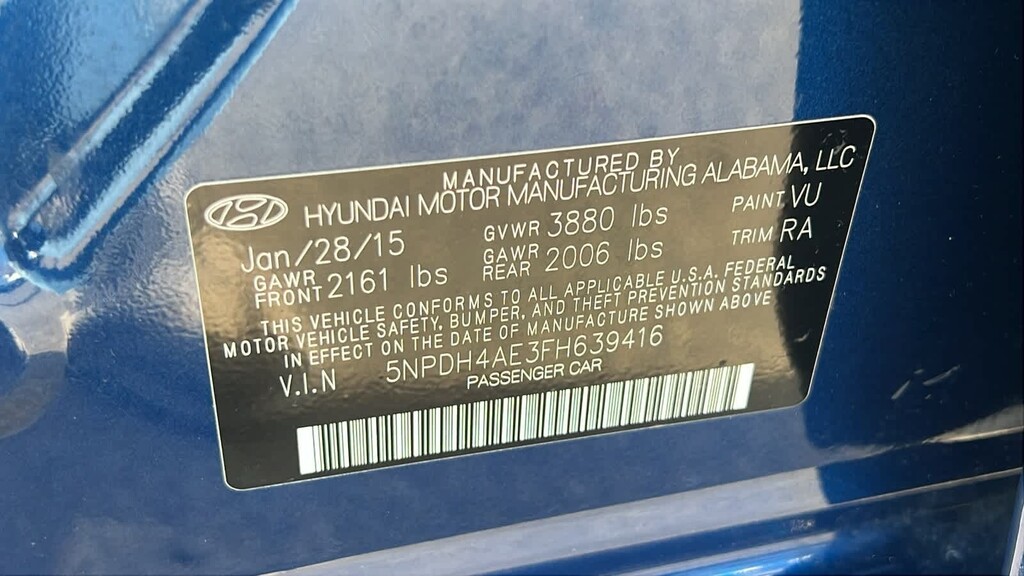 MANUFACTURED BY
HYUNDAI MOTOR MANUFACTURING ALABAMA, LLC
Jan/28/15 GVWR 3880 lbs PAINT VU
GAWR FRONT 2161 lbs GAWR REAR 2006 lbs TRIM RA
THIS VEHICLE CONFORMS TO ALL APPLICABLE U.S.A. FEDERAL
MOTOR VEHICLE SAFETY, BUMPER, AND THEFT PREVENTION STANDARDS
IN EFFECT ON THE DATE OF MANUFACTURE SHOWN ABOVE
V.I.N 5NPDH4AE3FH639416
PASSENGER CAR